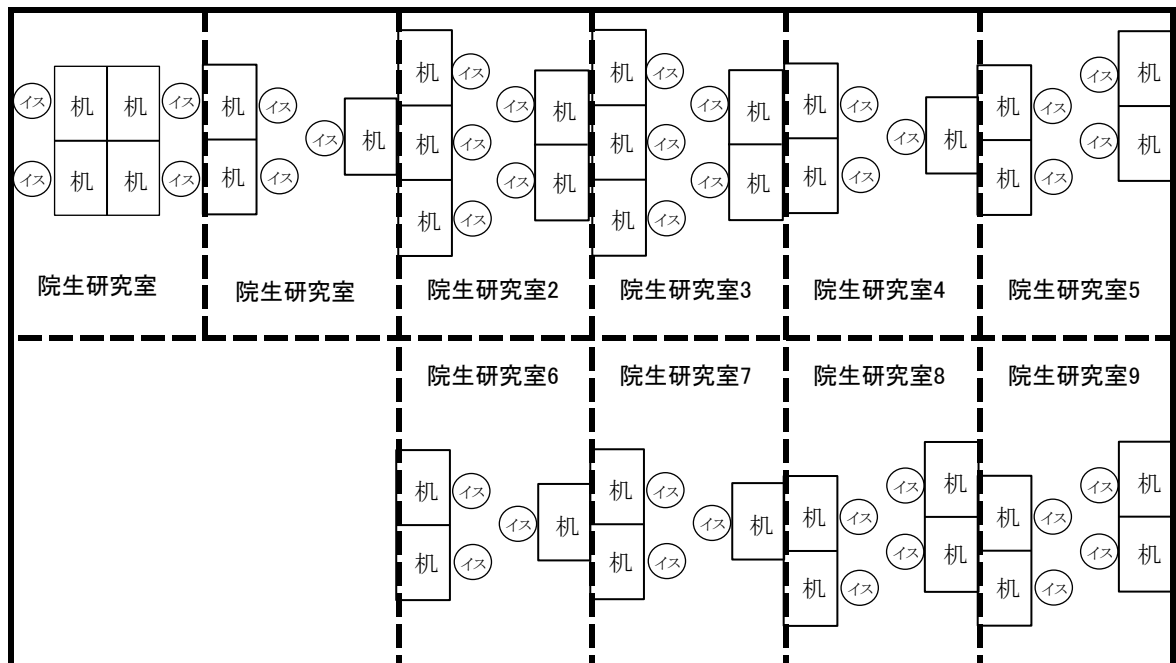 イス 机 机 イス
イス 机 机 イス
院生研究室
机 イス
イス 机
机 イス
院生研究室
机 イス
イス 机
机 イス
イス 机
机 イス
院生研究室2
机 イス
イス 机
机 イス
イス 机
机 イス
院生研究室3
机 イス
イス 机
机 イス
院生研究室4
イス 机
机 イス
イス 机
机 イス
院生研究室5
院生研究室6
机 イス
イス 机
机 イス
院生研究室7
机 イス
イス 机
机 イス
院生研究室8
イス 机
机 イス
イス 机
机 イス
院生研究室9
イス 机
机 イス
イス 机
机 イス